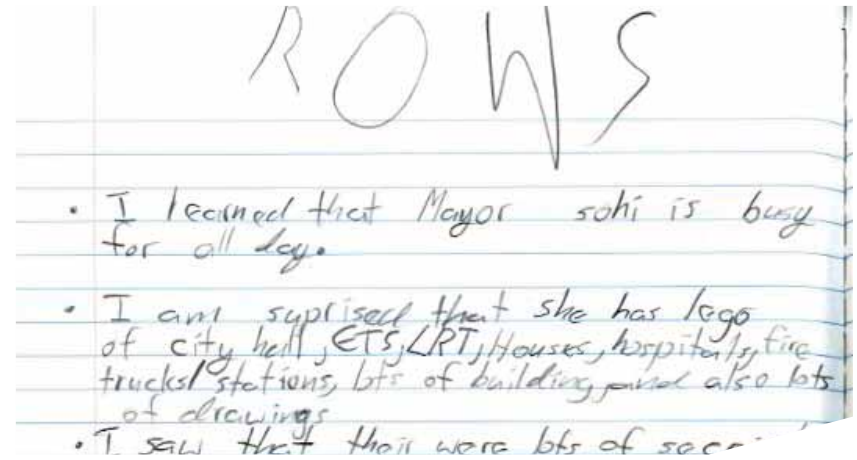 ROWS
• I learned that Mayor sohi is busy
for all day.
• I am suprised that she has lego
of city hall, ETS, LRT, Houses, hospitals, fire
trucks/stations, lots of building, and also lots
of drawings
• I saw that their were lots of